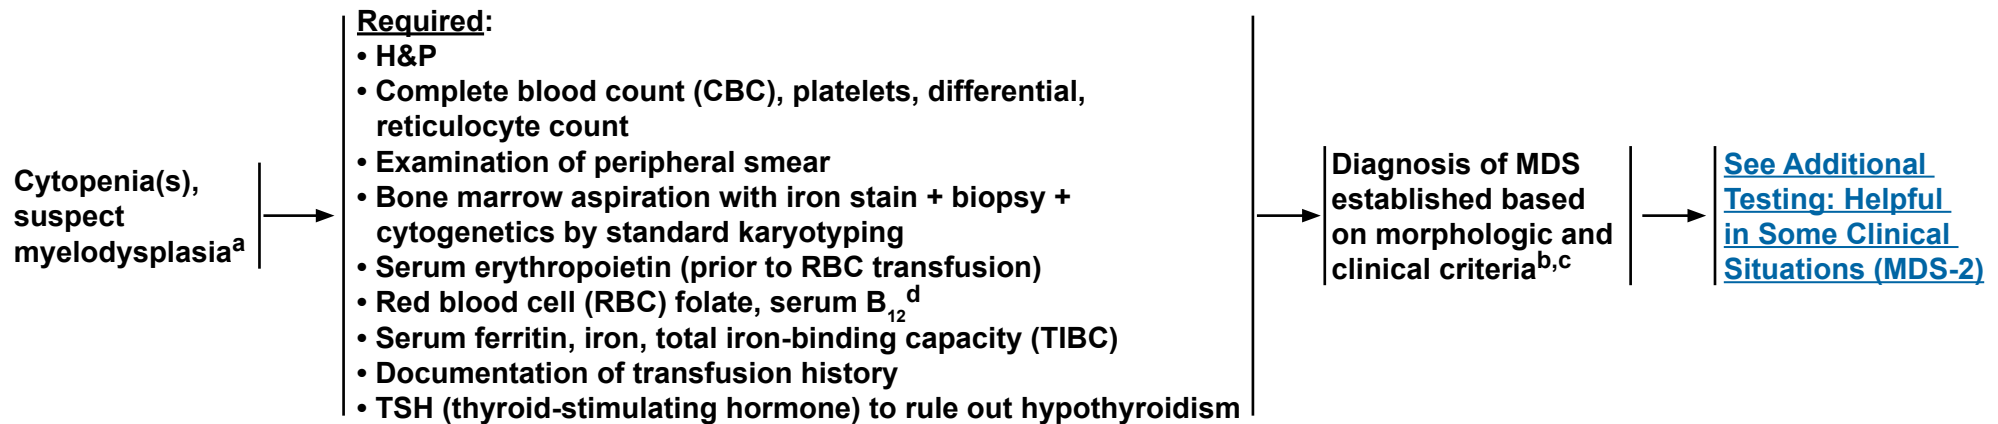 Cytopenia(s),
suspect
myelodysplasiaᵃ
Required:
• H&P
• Complete blood count (CBC), platelets, differential,
reticulocyte count
• Examination of peripheral smear
• Bone marrow aspiration with iron stain + biopsy +
cytogenetics by standard karyotyping
• Serum erythropoietin (prior to RBC transfusion)
• Red blood cell (RBC) folate, serum B₁₂ᵈ
• Serum ferritin, iron, total iron-binding capacity (TIBC)
• Documentation of transfusion history
• TSH (thyroid-stimulating hormone) to rule out hypothyroidism
Diagnosis of MDS
established based
on morphologic and
clinical criteriaᵇ,ᶜ
See Additional
Testing: Helpful
in Some Clinical
Situations (MDS-2)